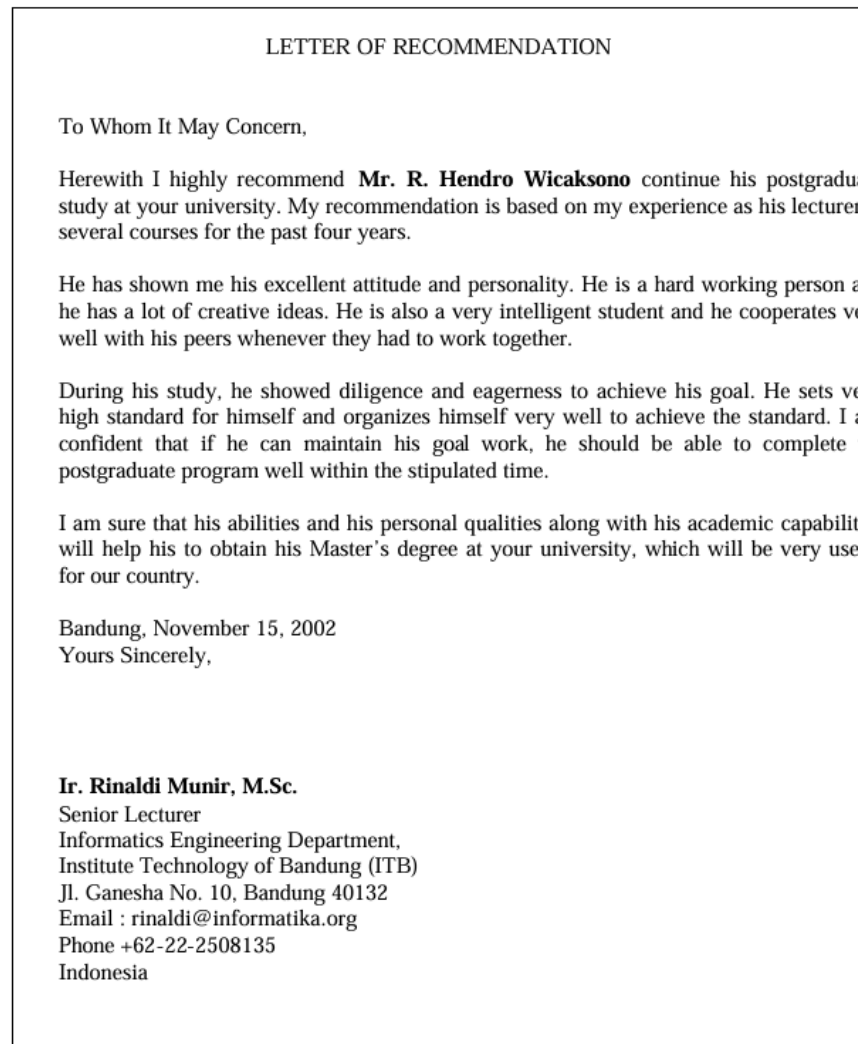 LETTER OF RECOMMENDATION
To Whom It May Concern,
Herewith I highly recommend Mr. R. Hendro Wicaksono continue his
study at your university. My recommendation is based on my experience as his lecturer
several courses for the past four years.
He has shown me his excellent attitude and personality. He is a hard working person
he has a lot of creative ideas. He is also a very intelligent student and he cooperates
well with his peers whenever they had to work together.
During his study, he showed diligence and eagerness to achieve his goal. He sets
high standard for himself and organizes himself very well to achieve the standard. I
confident that if he can maintain his goal work, he should be able to complete
postgraduate program well within the stipulated time.
I am sure that his abilities and his personal qualities along with his academic
will help his to obtain his Master’s degree at your university, which will be very
for our country.
Bandung, November 15, 2002
Yours Sincerely,
Ir. Rinaldi Munir, M.Sc.
Senior Lecturer
Informatics Engineering Department,
Institute Technology of Bandung (ITB)
Jl. Ganesha No. 10, Bandung 40132
Email : rinaldi@informatika.org
Phone +62-22-2508135
Indonesia